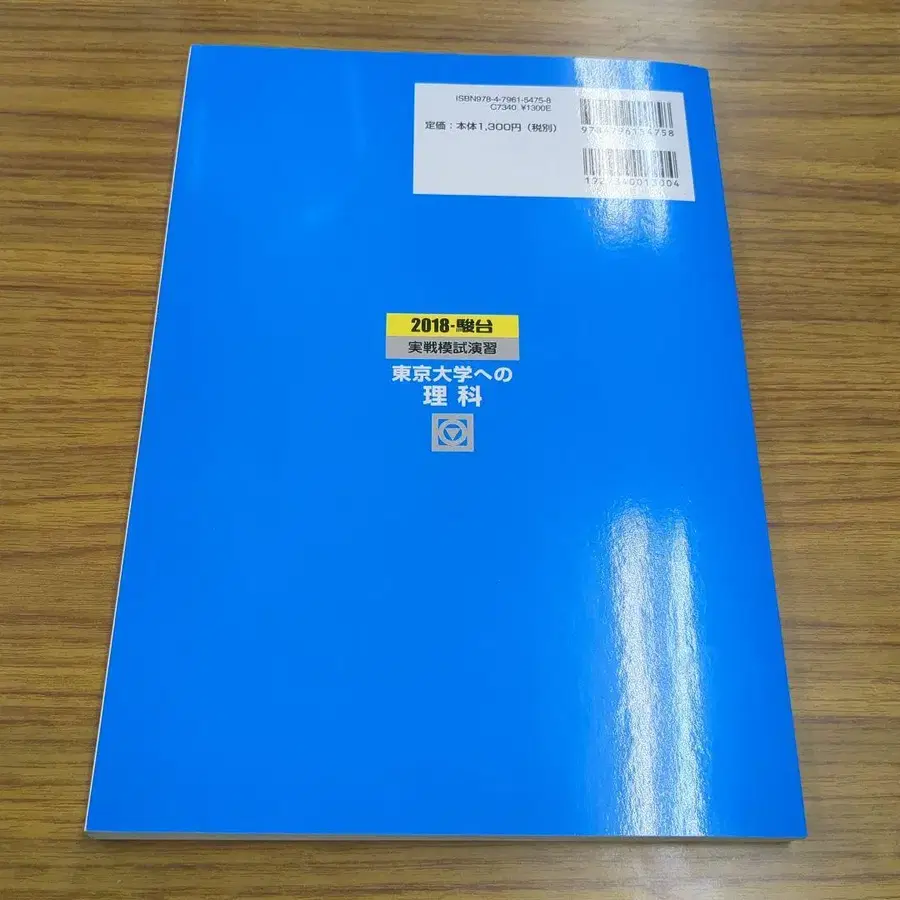 ISBN978-4-7961-5475-8
C7340 ¥1300E
定価：本体1,300円（税別）
2018-駿台
実戦模試演習
東京大学への
理科